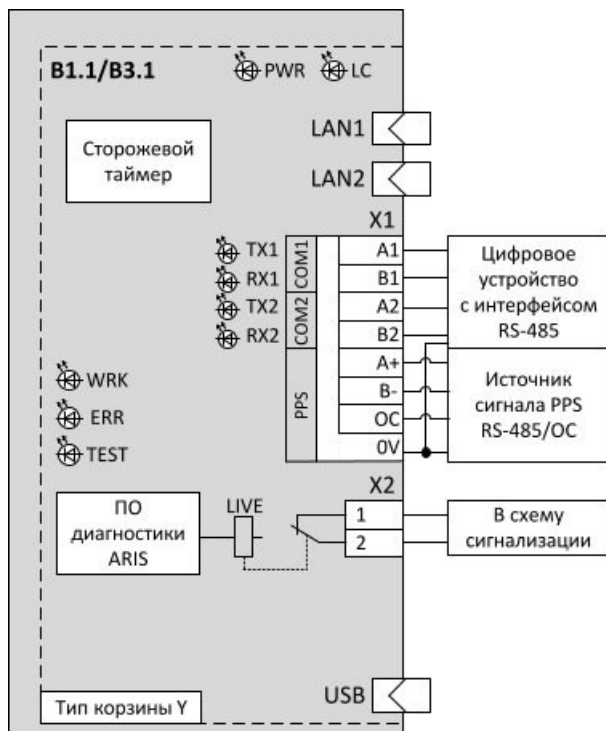 B1.1/B3.1
PWR
LC
Сторожевой
таймер
LAN1
LAN2
X1
TX1
RX1
TX2
RX2
COM1
COM2
PPS
A1
B1
A2
B2
A+
B-
OC
0V
Цифровое
устройство
с интерфейсом
RS-485
Источник
сигнала PPS
RS-485/OC
WRK
ERR
TEST
X2
ПО
диагностики
ARIS
LIVE
1
2
В схему
сигнализации
USB
Тип корзины Y